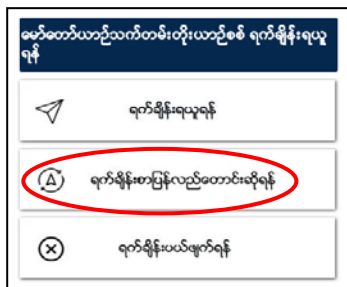 မော်တော်ယာဉ်သက်တမ်းတိုးယာဉ်စစ် ရက်ချိန်းရယူ
ရန်
ရက်ချိန်းရယူရန်
ရက်ချိန်းစာပြန်လည်တောင်းဆိုရန်
ရက်ချိန်းပယ်ဖျက်ရန်